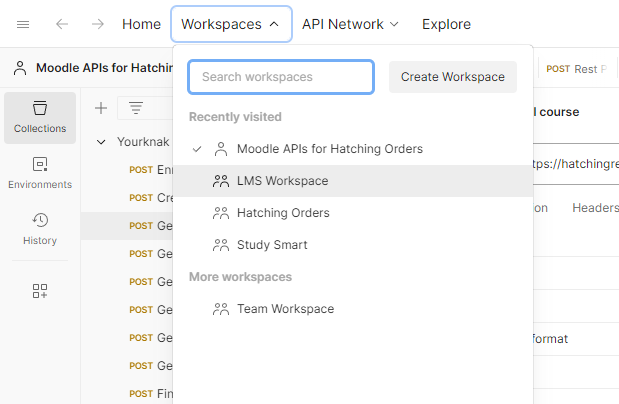 Home Workspaces API Network Explore
Moodle APIs for Hatchin
Search workspaces
Create Workspace
POST Rest P
Collections
Environments
History
Yourknak
POST En
POST Cre
POST Ge
POST Ge
POST Ge
POST Ge
POST Ge
POST Ge
POST Fin
Recently visited
Moodle APIs for Hatching Orders
LMS Workspace
Hatching Orders
Study Smart
More workspaces
Team Workspace
l course
tps://hatchingre
on Headers
format